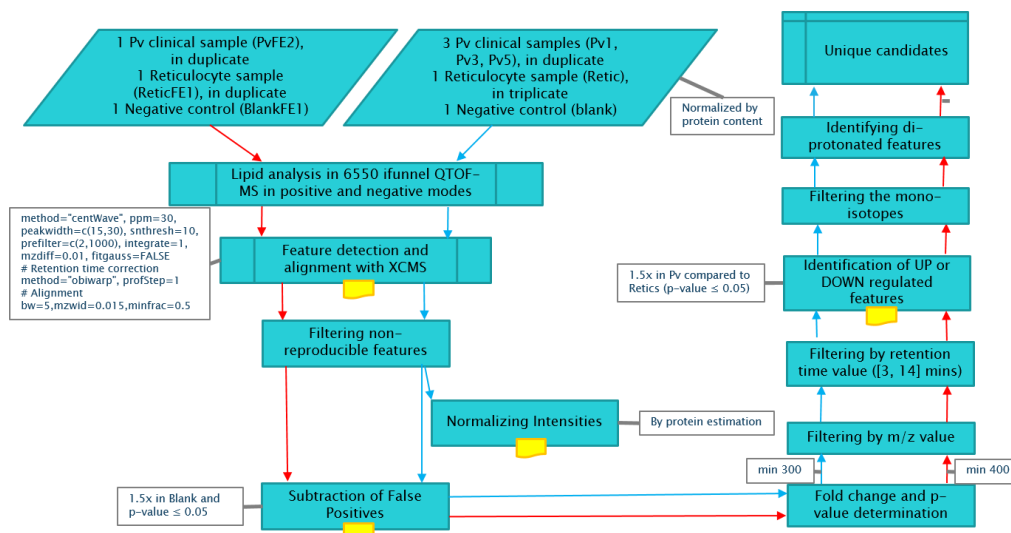 1 Pv clinical sample (PvFE2),
in duplicate
1 Reticulocyte sample
(ReticFE1), in duplicate
1 Negative control (BlankFE1)
3 Pv clinical samples (Pv1,
Pv3, Pv5), in duplicate
1 Reticulocyte sample (Retic),
in triplicate
1 Negative control (blank)
Normalized by
protein content
Lipid analysis in 6550 ifunnel QTOF-
MS in positive and negative modes
method="centWave", ppm=30,
peakwidth=c(15,30), snthresh=10,
prefilter=c(2,1000), integrate=1,
mzdiff=0.01, fitgauss=FALSE
# Retention time correction
method="obiwarp", profStep=1
# Alignment
bw=5,mzwid=0.015,minfrac=0.5
Feature detection and
alignment with XCMS
Filtering non-
reproducible features
Normalizing Intensities
By protein estimation
1.5x in Blank and
p-value ≤ 0.05
Subtraction of False
Positives
Unique candidates
Identifying di-
protonated features
Filtering the mono-
isotopes
1.5x in Pv compared to
Retics (p-value ≤ 0.05)
Identification of UP or
DOWN regulated
features
Filtering by retention
time value ([3, 14] mins)
Filtering by m/z value
min 300
min 400
Fold change and p-
value determination